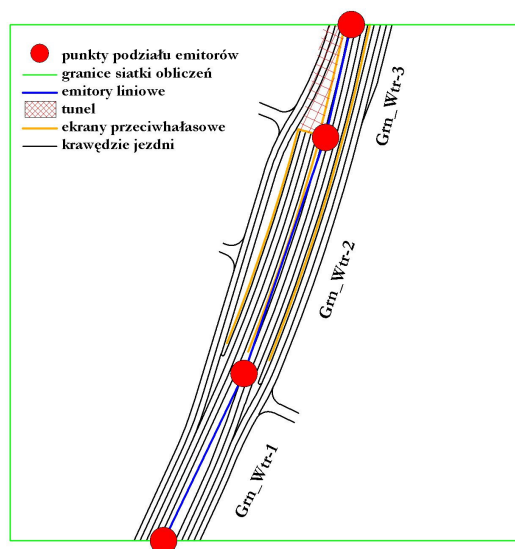 punkty podziału emitorów
granice siatki obliczeń
emitory liniowe
tunel
ekrany przeciwhałasowe
krawędzie jezdni
Grn_Wtr-3
Grn_Wtr-2
Grn_Wtr-1